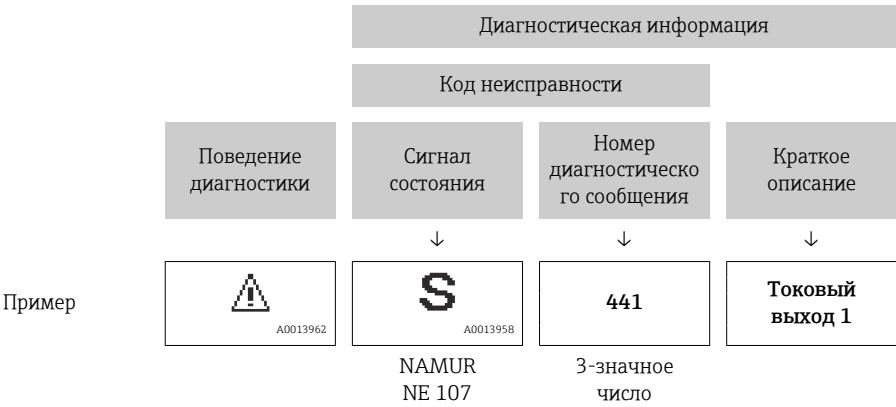 Диагностическая информация
Код неисправности
Поведение
диагностики
Сигнал
состояния
Номер
диагностическо
го сообщения
Краткое
описание
↓ ↓ ↓
Пример
A0013962
S
A0013958
441
Токовый
выход 1
NAMUR
NE 107
3-значное
число